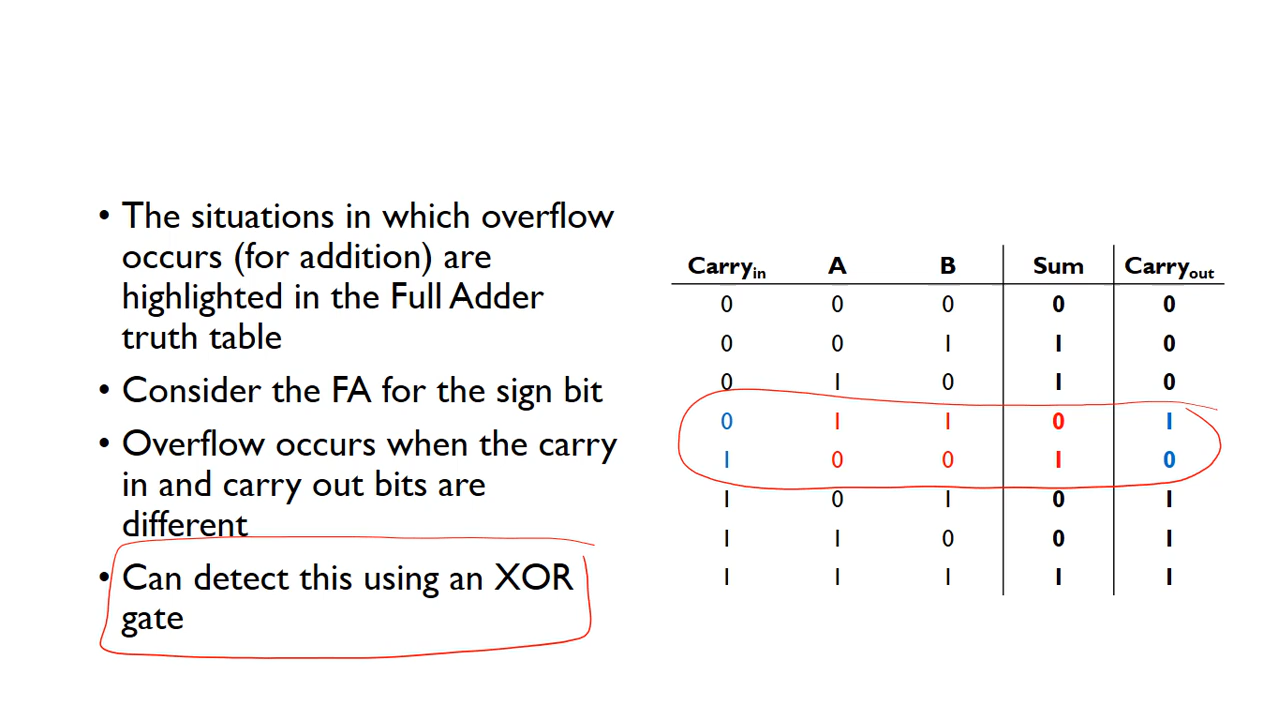 • The situations in which overflow
occurs (for addition) are
highlighted in the Full Adder
truth table
• Consider the FA for the sign bit
• Overflow occurs when the carry
in and carry out bits are
different
• Can detect this using an XOR
gate
Carryin A B Sum Carryout
0 0 0 0 0
0 0 1 1 0
0 1 0 1 0
0 1 1 0 1
1 0 0 1 0
1 0 1 0 1
1 1 0 0 1
1 1 1 1 1